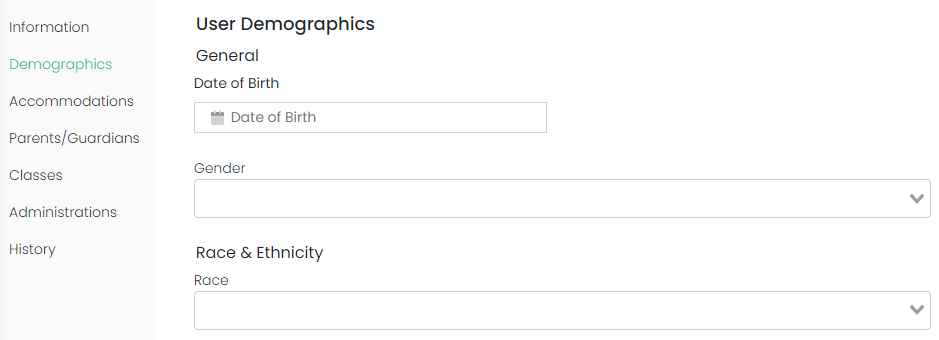 Information
Demographics
Accommodations
Parents/Guardians
Classes
Administrations
History
User Demographics
General
Date of Birth
Date of Birth
Gender
Race & Ethnicity
Race